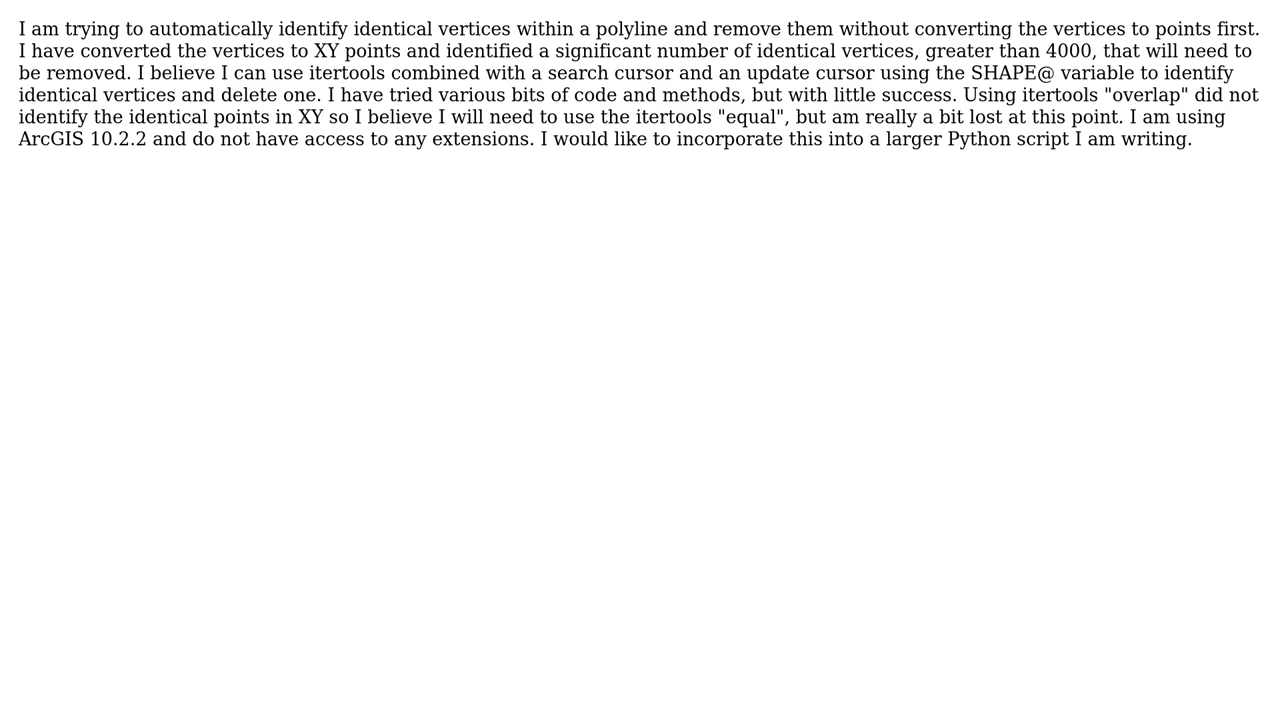 I am trying to automatically identify identical vertices within a polyline and remove them without converting the vertices to points first.
I have converted the vertices to XY points and identified a significant number of identical vertices, greater than 4000, that will need to
be removed. I believe I can use itertools combined with a search cursor and an update cursor using the SHAPE@ variable to identify
identical vertices and delete one. I have tried various bits of code and methods, but with little success. Using itertools "overlap" did not
identify the identical points in XY so I believe I will need to use the itertools "equal", but am really a bit lost at this point. I am using
ArcGIS 10.2.2 and do not have access to any extensions. I would like to incorporate this into a larger Python script I am writing.